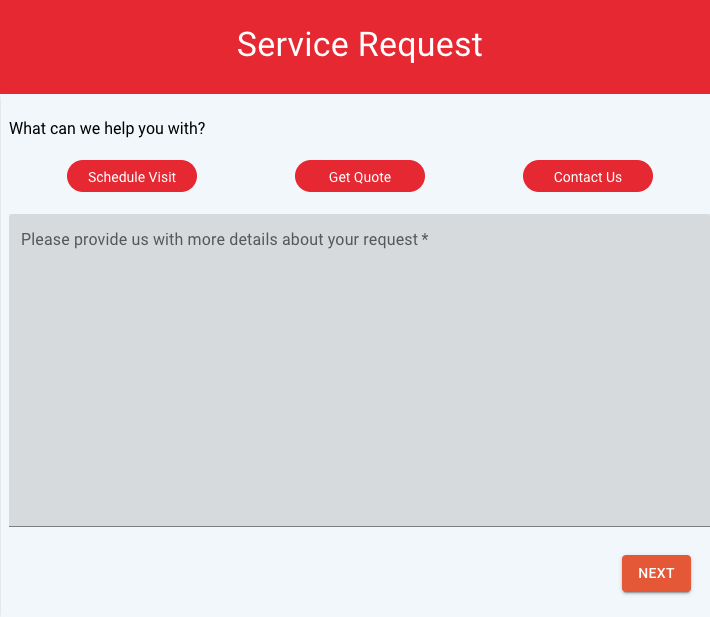 Service Request
What can we help you with?
Schedule Visit
Get Quote
Contact Us
Please provide us with more details about your request *
NEXT